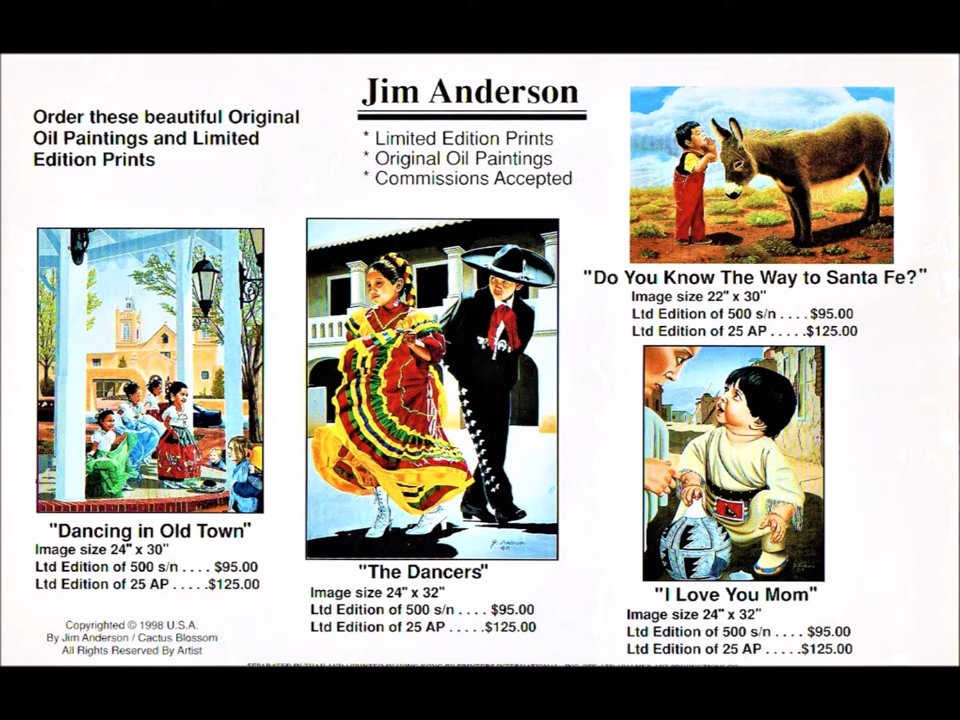 Jim Anderson
Order these beautiful Original
Oil Paintings and Limited
Edition Prints
* Limited Edition Prints
* Original Oil Paintings
* Commissions Accepted
"Do You Know The Way to Santa Fe?"
Image size 22" x 30"
Ltd Edition of 500 s/n . . . . $95.00
Ltd Edition of 25 AP . . . . .$125.00
"Dancing in Old Town"
Image size 24" x 30"
Ltd Edition of 500 s/n . . . . $95.00
Ltd Edition of 25 AP . . . . .$125.00
"The Dancers"
Image size 24" x 32"
Ltd Edition of 500 s/n . . . . $95.00
Ltd Edition of 25 AP . . . . .$125.00
"I Love You Mom"
Image size 24" x 32"
Ltd Edition of 500 s/n . . . . $95.00
Ltd Edition of 25 AP . . . . .$125.00
Copyrighted © 1998 U.S.A.
By Jim Anderson / Cactus Blossom
All Rights Reserved By Artist